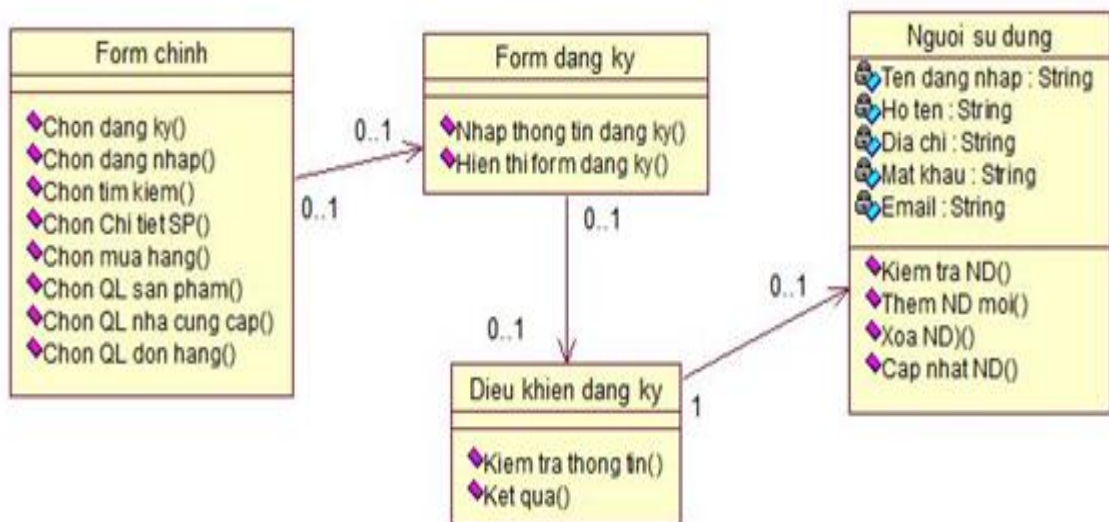 Form chinh
Chon dang ky()
Chon dang nhap()
Chon tim kiem()
Chon Chi tiet SP()
Chon mua hang()
Chon QL san pham()
Chon QL nha cung cap()
Chon QL don hang()
0..1
0..1
Form dang ky
Nhap thong tin dang ky()
Hien thi form dang ky()
0..1
0..1
Dieu khien dang ky
Kiem tra thong tin()
Ket qua()
1
0..1
Nguoi su dung
Ten dang nhap : String
Ho ten : String
Dia chi : String
Mat khau : String
Email : String
Kiem tra ND()
Them ND moi()
Xoa ND)()
Cap nhat ND()